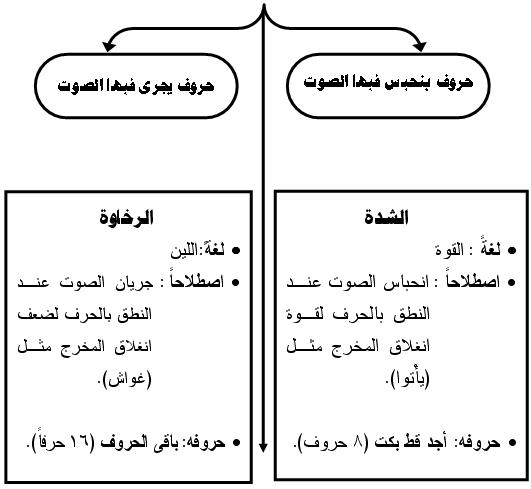 حروف ينحبس فيها الصوت
حروف يجرى فيها الصوت
الشدة
• لغةً : القوة
• اصطلاحاً : انحباس الصوت عند
النطق بالحرف لقوة
انغلاق المخرج مثل
(يأتوا).
• حروفه: أجد قط بكت (٨ حروف).
الرخاوة
• لغةً:اللين
• اصطلاحاً : جريان الصوت عند
النطق بالحرف لضعف
انغلاق المخرج مثل
(غواش).
• حروفه: باقى الحروف (١٦ حرفاً).